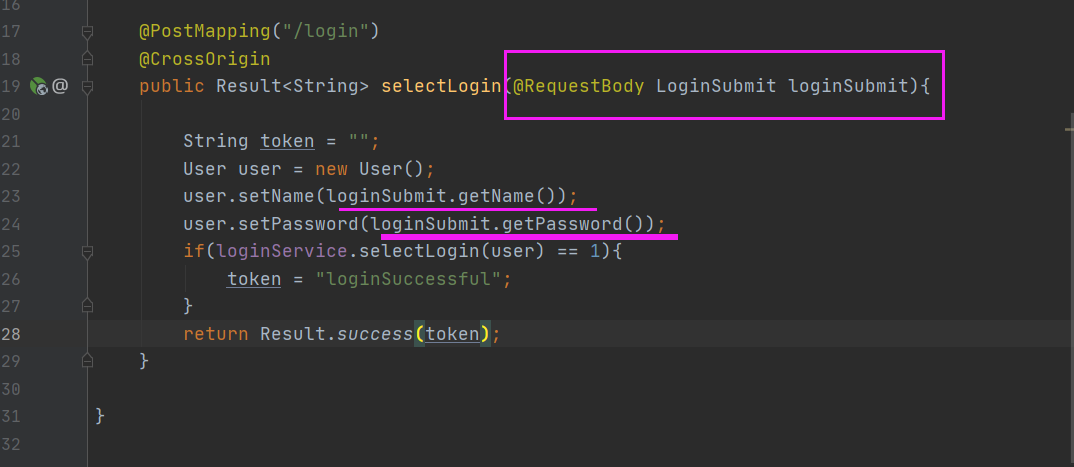 16
17 @PostMapping("/login")
18 @CrossOrigin
19 @ public Result<String> selectLogin(@RequestBody LoginSubmit loginSubmit){
20
21 String token = "";
22 User user = new User();
23 user.setName(loginSubmit.getName());
24 user.setPassword(loginSubmit.getPassword());
25 if(loginService.selectLogin(user) == 1){
26 token = "loginSuccessful";
27 }
28 return Result.success(token);
29 }
30
31 }
32